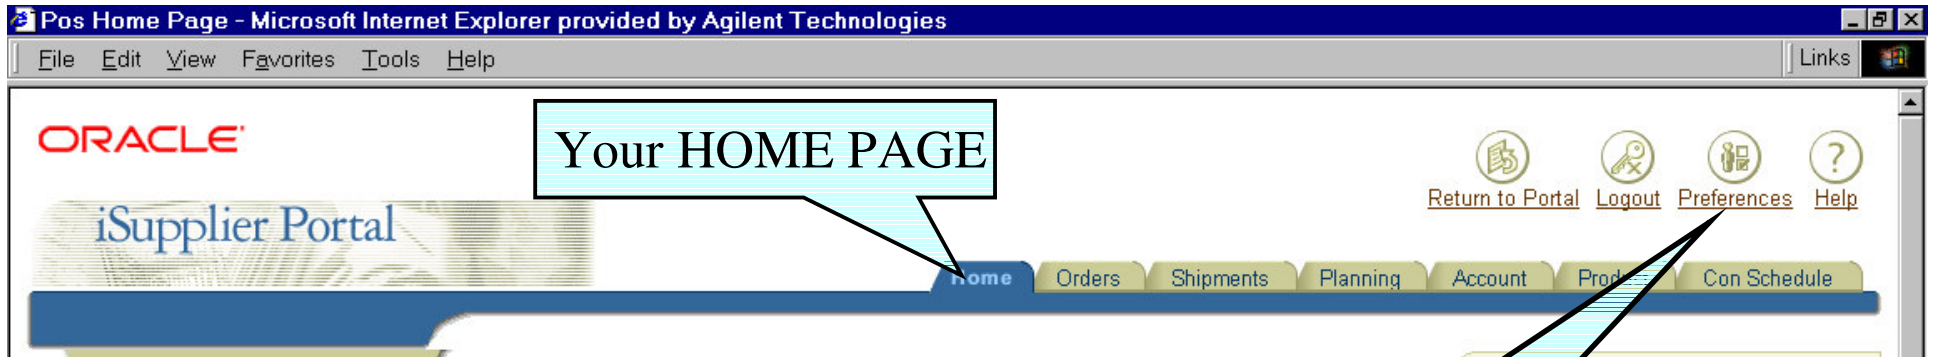 Pos Home Page - Microsoft Internet Explorer provided by Agilent Technologies
File Edit View Favorites Tools Help Links
ORACLE
Your HOME PAGE
Return to Portal Logout Preferences Help
iSupplier Portal
Home Orders Shipments Planning Account Con Schedule